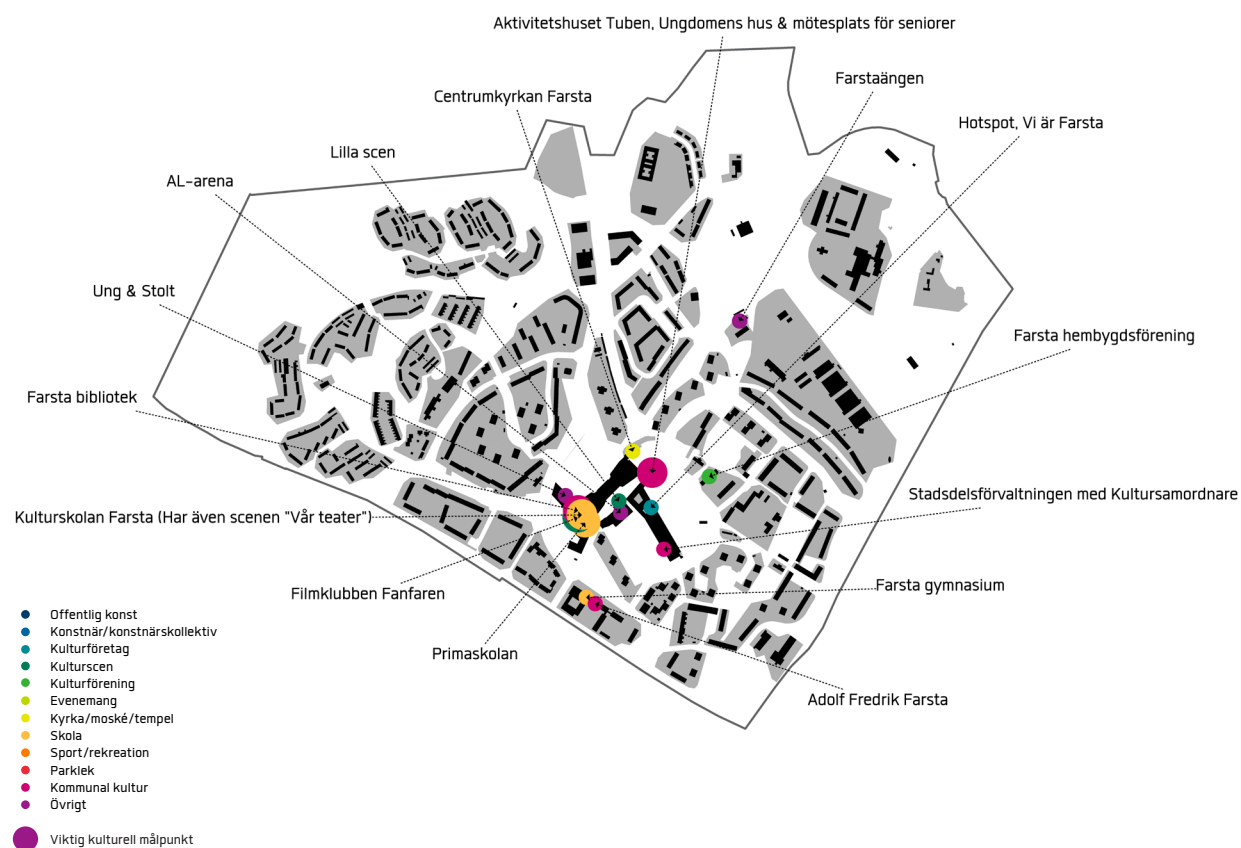 Aktivitetshuset Tuben, Ungdomens hus & mötesplats för seniorer
Farstaängen
Centrumkyrkan Farsta
Hotspot, Vi är Farsta
Lilla scen
AL-arena
Ung & Stolt
Farsta hembygdsförening
Farsta bibliotek
Stadsdelsförvaltningen med Kultursamordnare
Kulturskolan Farsta (Har även scenen "Vår teater")
Farsta gymnasium
Filmklubben Fanfaren
Primaskolan
Adolf Fredrik Farsta
Offentlig konst
Konstnär/konstnärskollektiv
Kulturföretag
Kulturscen
Kulturförening
Evenemang
Kyrka/moské/tempel
Skola
Sport/rekreation
Parklek
Kommunal kultur
Övrigt
Viktig kulturell målpunkt